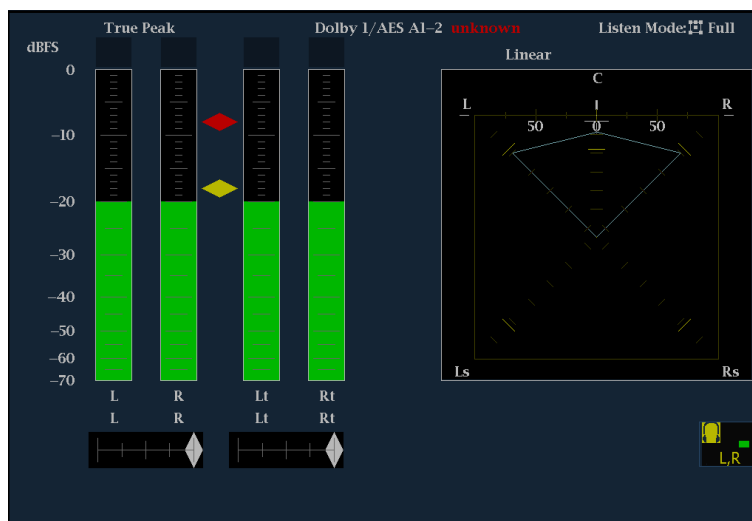 True Peak
Dolby 1/AES A1-2 unknown
Listen Mode: Full
dBFS
Linear
C
L
R
50
0
50
0
-10
-20
-30
-40
-50
-60
-70
Ls
Rs
L R Lt Rt
L R Lt Rt
L,R